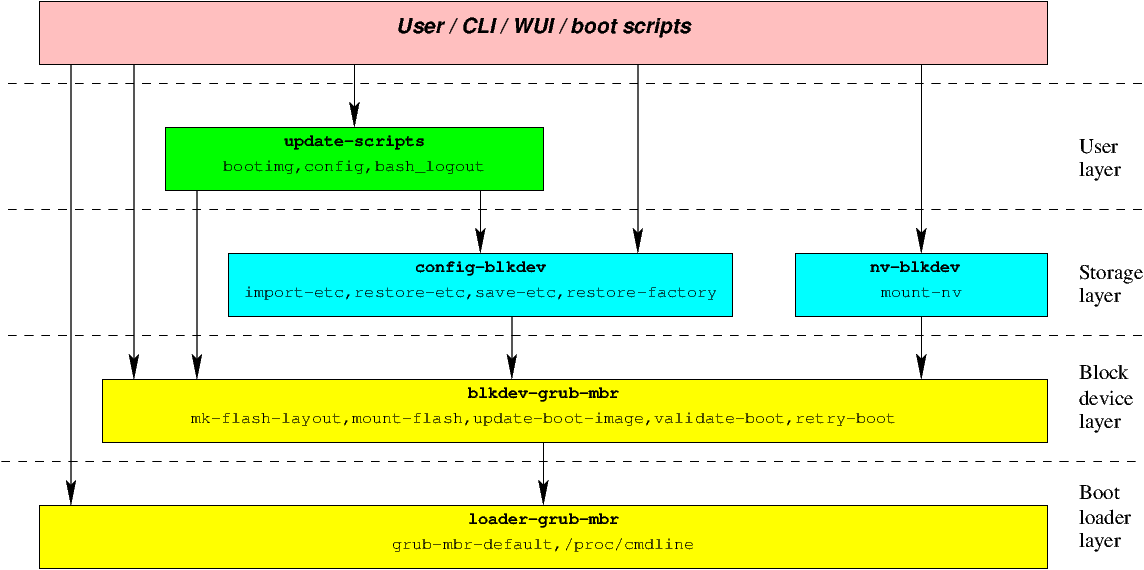 User / CLI / WUI / boot scripts
update-scripts
bootimg,config,bash_logout
User
layer
config-blkdev
import-etc,restore-etc,save-etc,restore-factory
nv-blkdev
mount-nv
Storage
layer
blkdev-grub-mbr
mk-flash-layout,mount-flash,update-boot-image,validate-boot,retry-boot
Block
device
layer
loader-grub-mbr
grub-mbr-default,/proc/cmdline
Boot
loader
layer